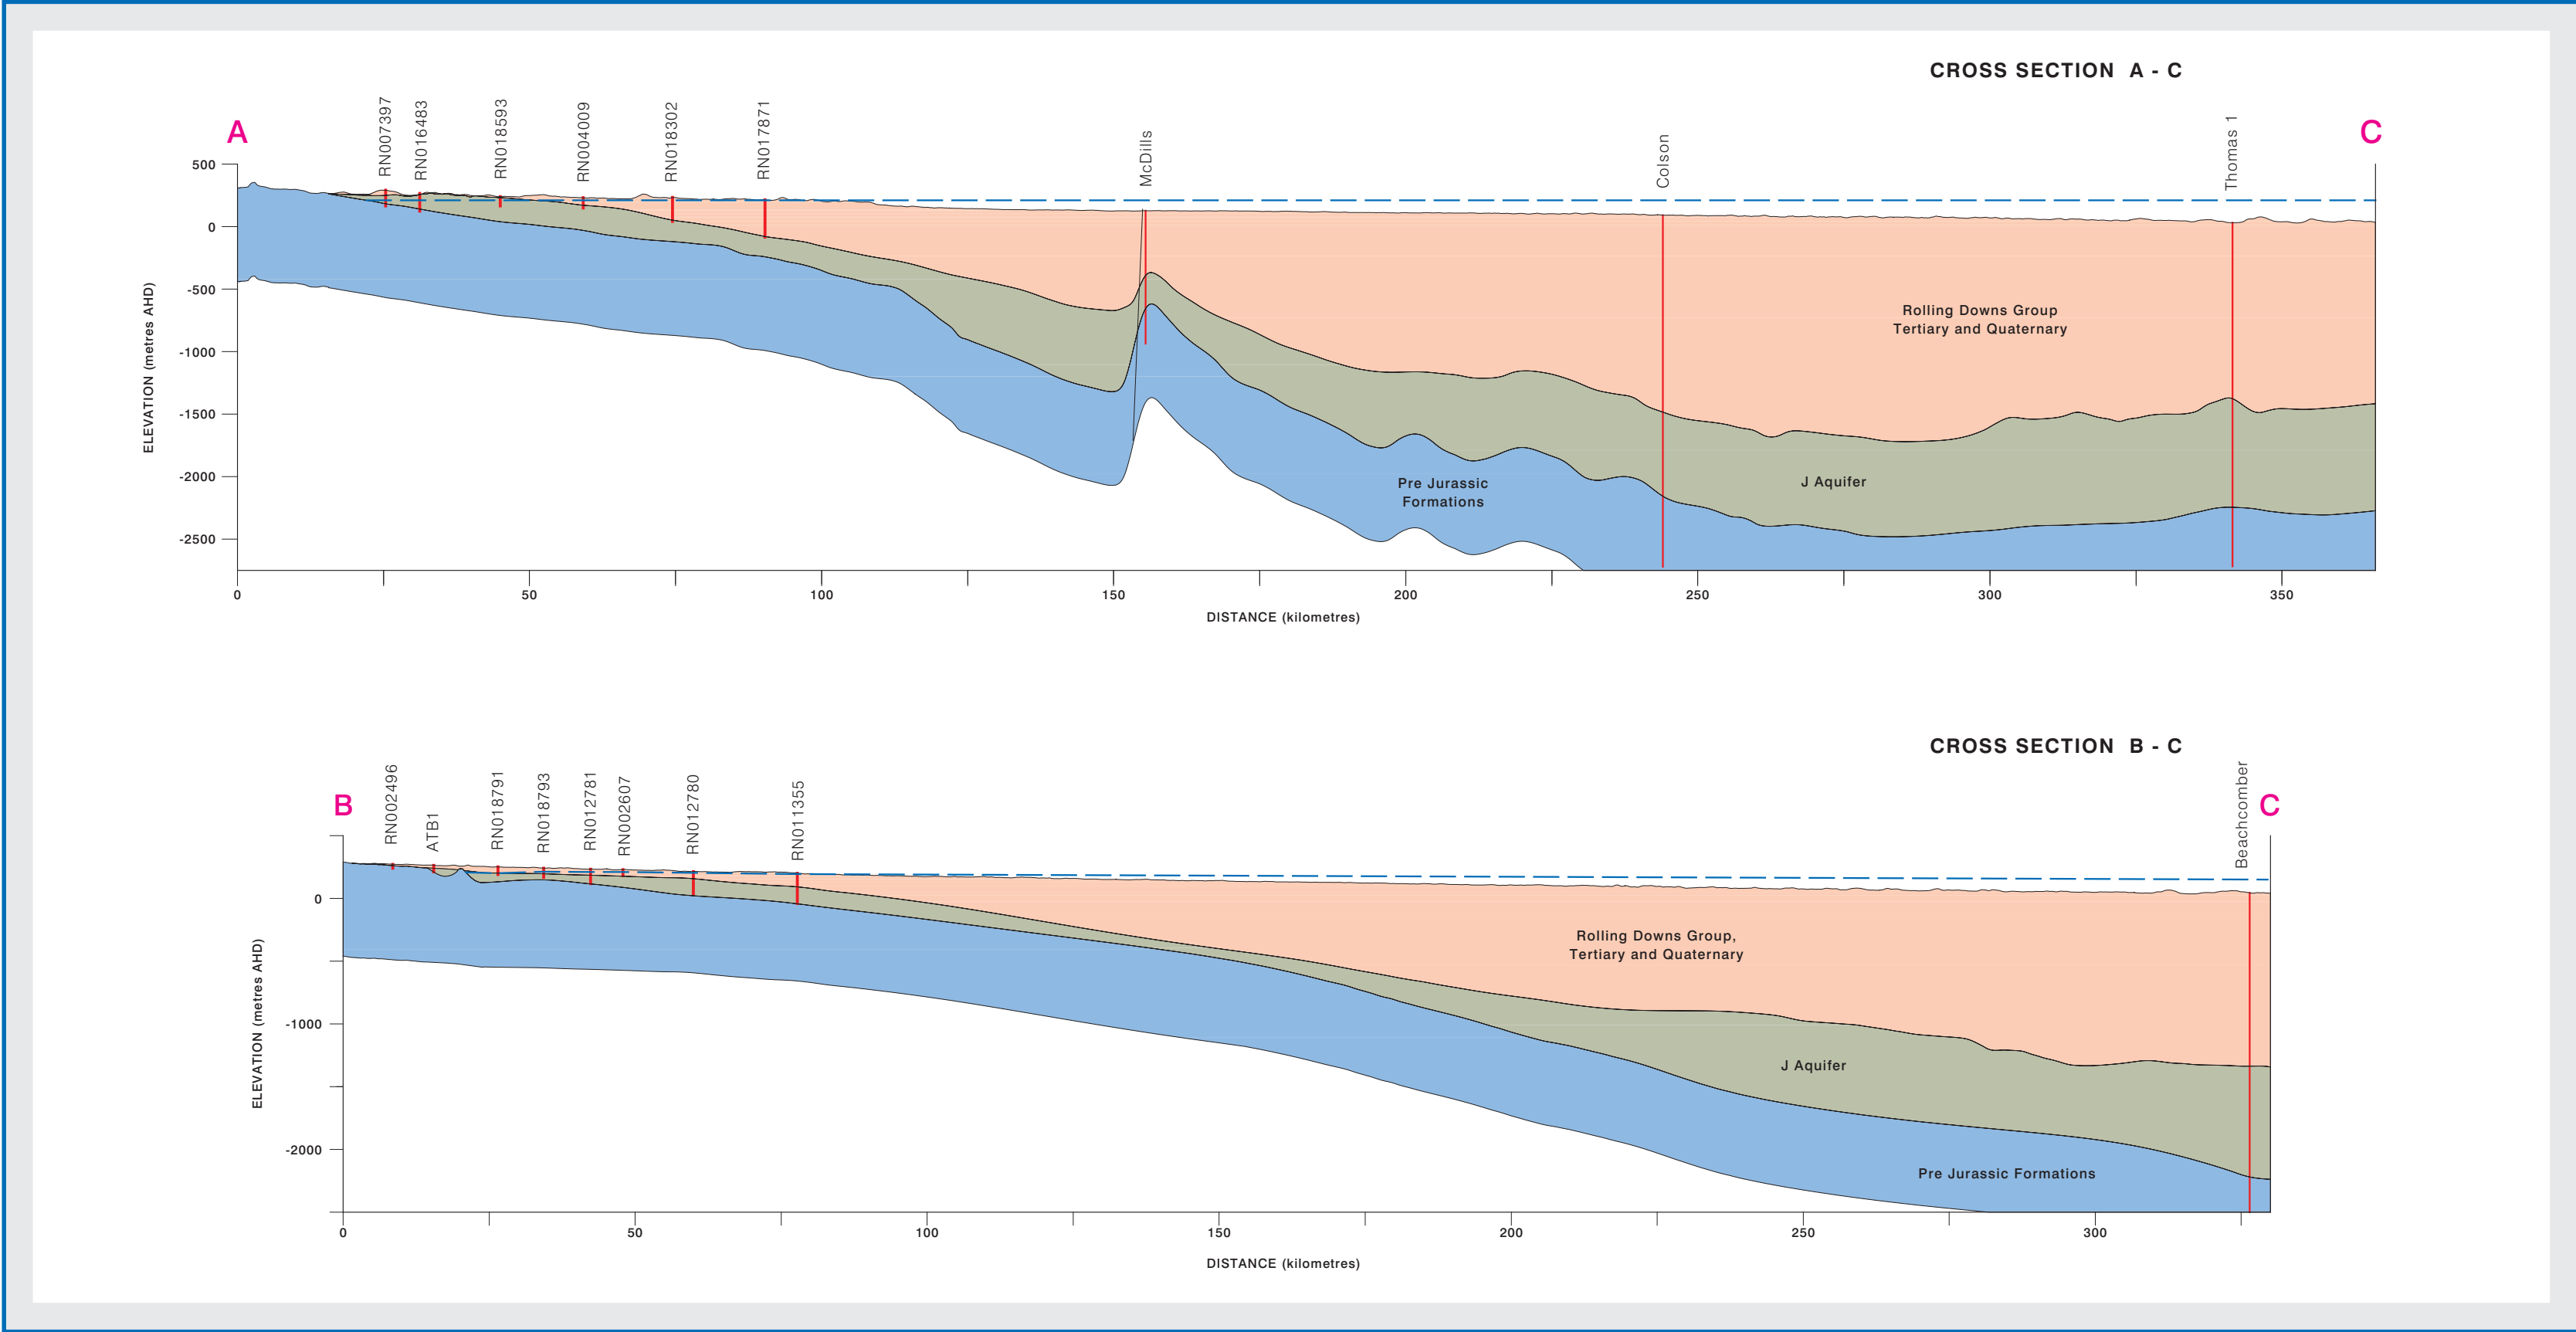 CROSS SECTION A - C
A
RN007397
RN016483
RN018593
RN004009
RN018302
RN017871
McDills
Colson
Thomas 1
C
500
0
-500
-1000
-1500
-2000
-2500
ELEVATION (metres AHD)
Rolling Downs Group
Tertiary and Quaternary
J Aquifer
Pre Jurassic
Formations
0
50
100
150
200
250
300
350
DISTANCE (kilometres)
CROSS SECTION B - C
B
RN002496
ATB1
RN018791
RN018793
RN012781
RN002607
RN012780
RN011355
Beachcomber
C
0
-1000
-2000
ELEVATION (metres AHD)
Rolling Downs Group,
Tertiary and Quaternary
J Aquifer
Pre Jurassic Formations
0
50
100
150
200
250
300
DISTANCE (kilometres)